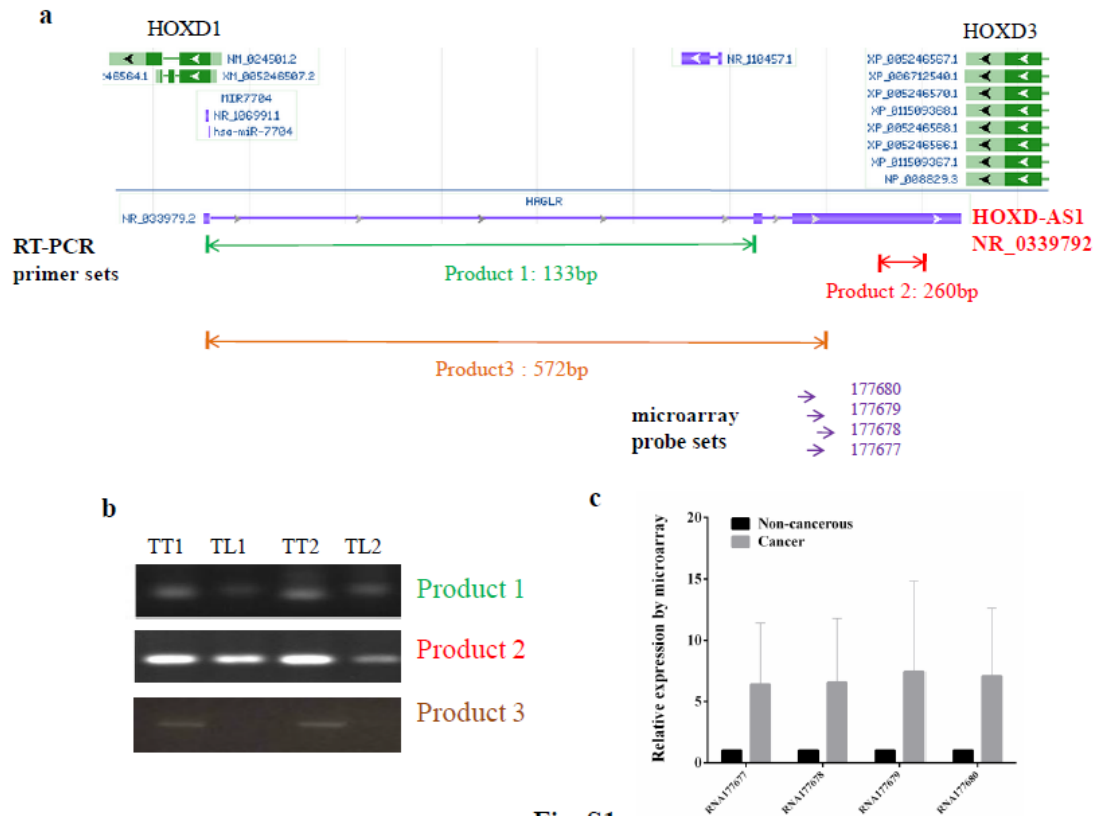 a
HOXD1
HOXD3
NM_024501.2
46564.1
XM_005246507.2
MIR7704
NR_106991.1
hsa-miR-7704
NR_110457.1
XP_005246567.1
XP_006712540.1
XP_005246570.1
XP_011509368.1
XP_005246568.1
XP_005246566.1
XP_011509367.1
NP_008829.3
HAGLR
NR_033979.2
HOXD-AS1
NR_0339792
RT-PCR
primer sets
Product 1: 133bp
Product 2: 260bp
Product3 : 572bp
microarray
probe sets
177680
177679
177678
177677
b
TT1 TL1 TT2 TL2
Product 1
Product 2
Product 3
c
Relative expression by microarray
20
15
10
5
0
Non-cancerous
Cancer
RNA177677
RNA177678
RNA177679
RNA177680